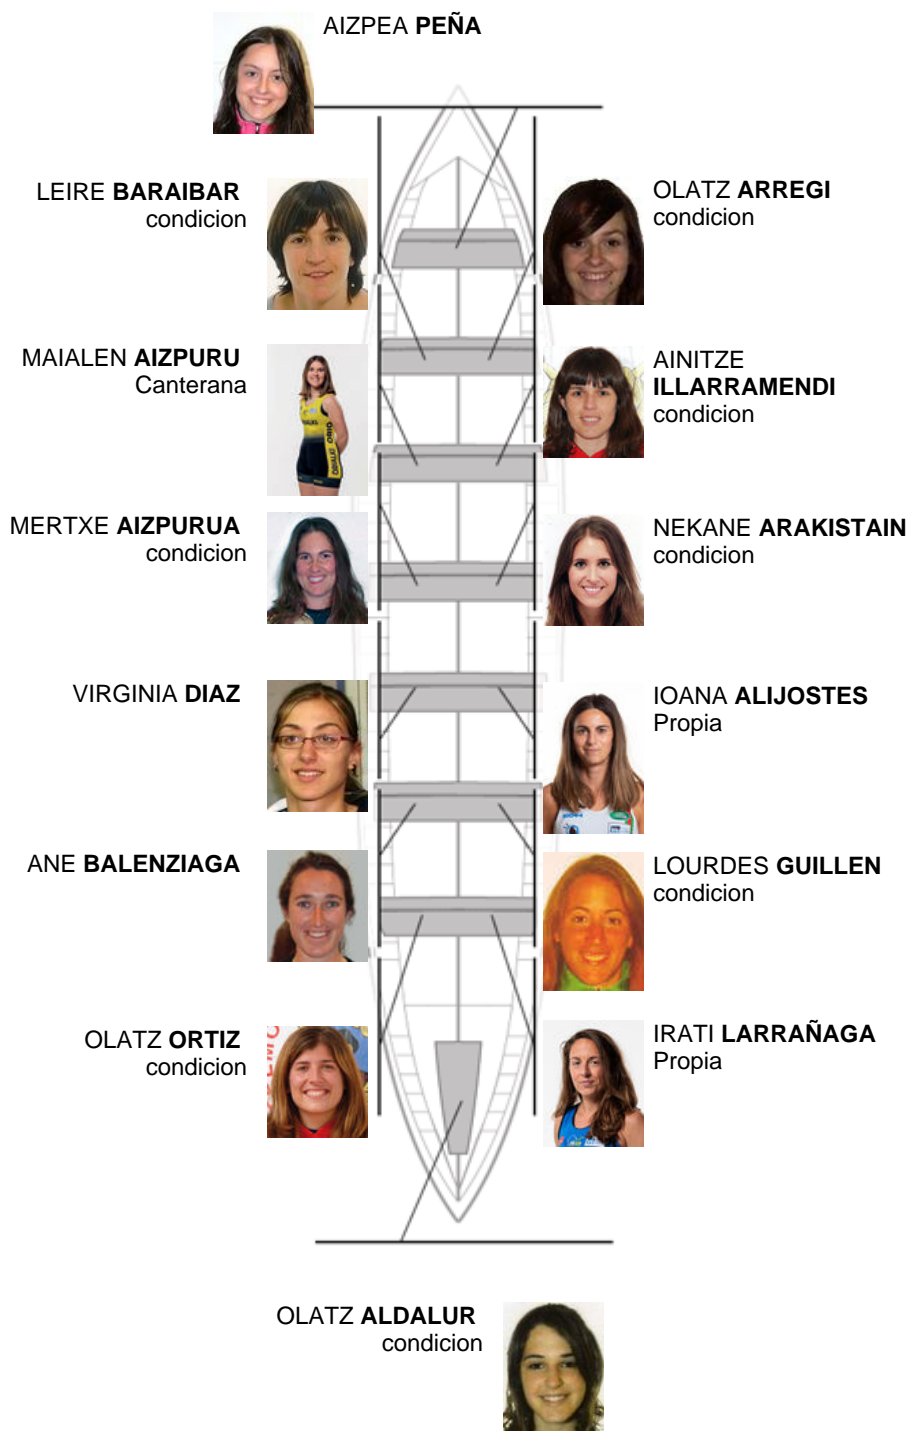 AIZPEA PEÑA
LEIRE BARAIBAR
condicion
OLATZ ARREGI
condicion
MAIALEN AIZPURU
Canterana
AINITZE
ILLARRAMENDI
condicion
MERTXE AIZPURUA
condicion
NEKANE ARAKISTAIN
condicion
VIRGINIA DIAZ
IOANA ALIJOSTES
Propia
ANE BALENZIAGA
LOURDES GUILLEN
condicion
OLATZ ORTIZ
condicion
IRATI LARRAÑAGA
Propia
OLATZ ALDALUR
condicion
ORIO